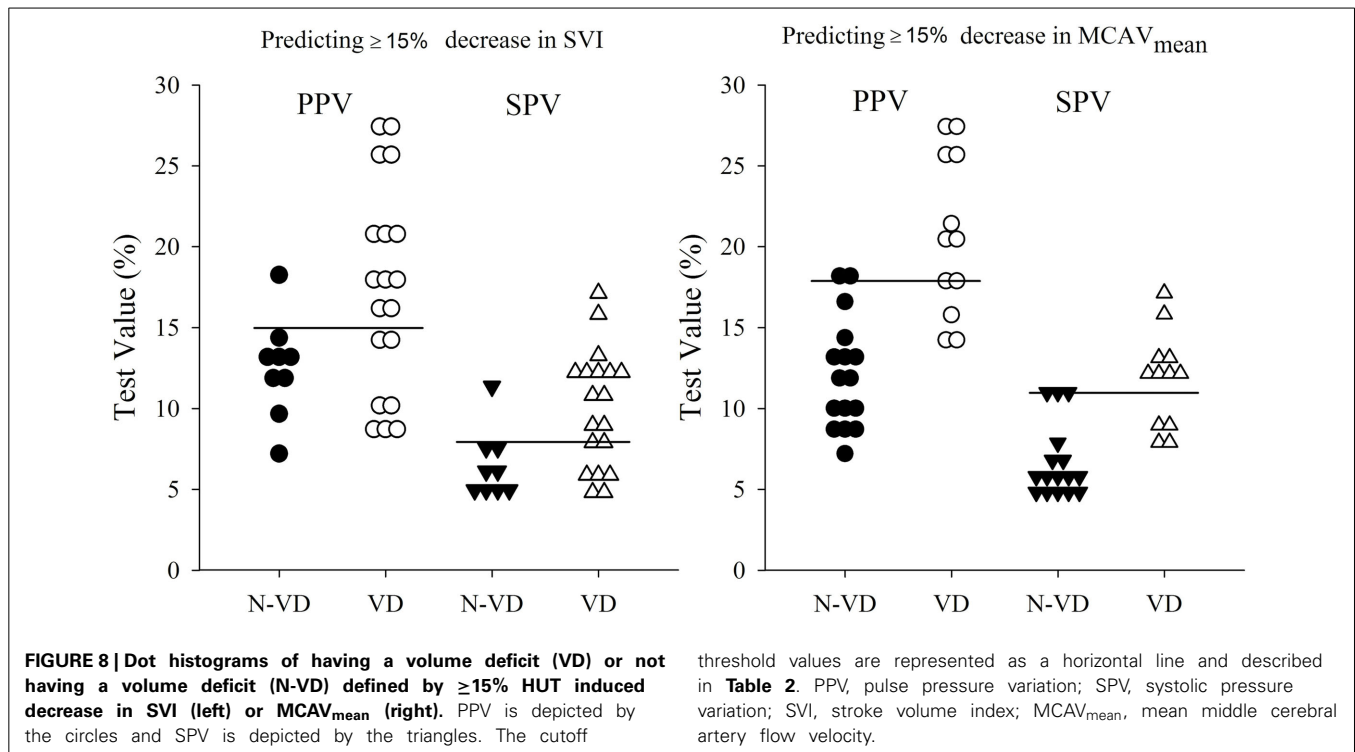 Predicting ≥ 15% decrease in SVI
PPV
SPV
30
25
20
15
10
5
0
Test Value (%)
N-VD
VD
N-VD
VD
Predicting ≥15% decrease in MCAVmean
PPV
SPV
30
25
20
15
10
5
0
Test Value (%)
N-VD
VD
N-VD
VD
FIGURE 8 | Dot histograms of having a volume deficit (VD) or not
having a volume deficit (N-VD) defined by ≥15% HUT induced
decrease in SVI (left) or MCAVmean (right). PPV is depicted by
the circles and SPV is depicted by the triangles. The cutoff
threshold values are represented as a horizontal line and described
in Table 2. PPV, pulse pressure variation; SPV, systolic pressure
variation; SVI, stroke volume index; MCAVmean, mean middle cerebral
artery flow velocity.